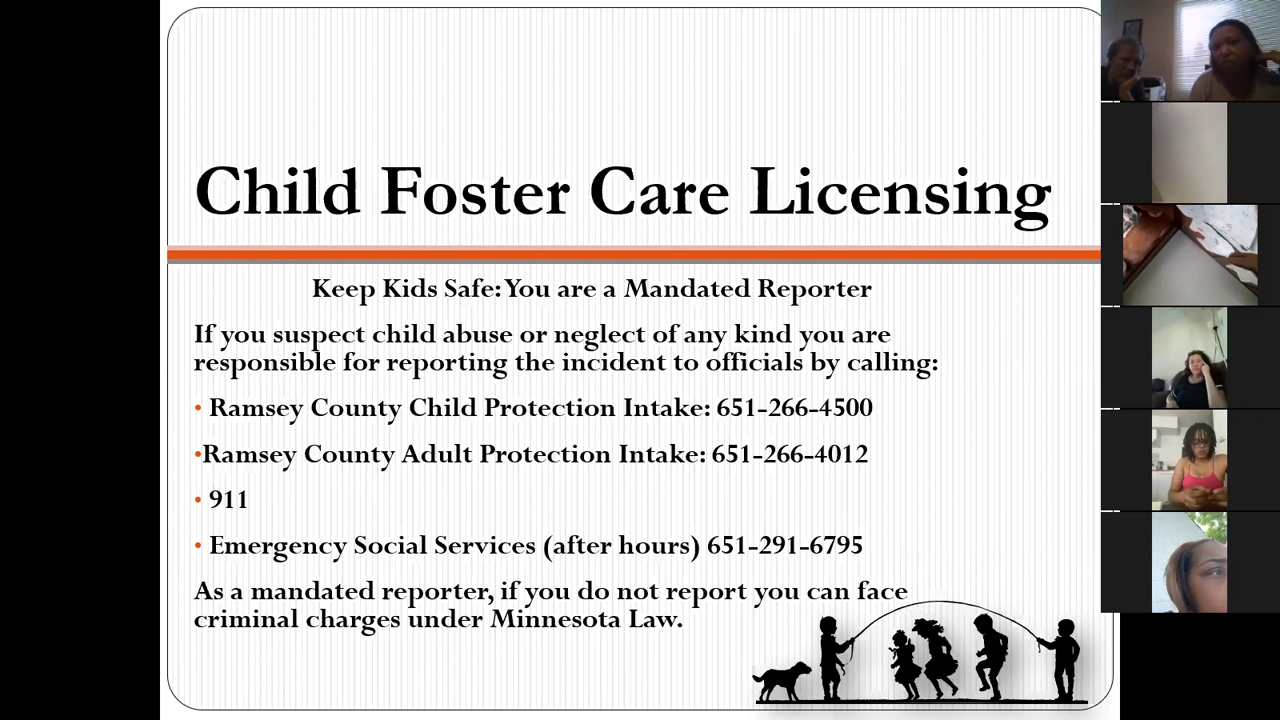 Child Foster Care Licensing
Keep Kids Safe: You are a Mandated Reporter
If you suspect child abuse or neglect of any kind you are
responsible for reporting the incident to officials by calling:
• Ramsey County Child Protection Intake: 651-266-4500
•Ramsey County Adult Protection Intake: 651-266-4012
• 911
• Emergency Social Services (after hours) 651-291-6795
As a mandated reporter, if you do not report you can face
criminal charges under Minnesota Law.